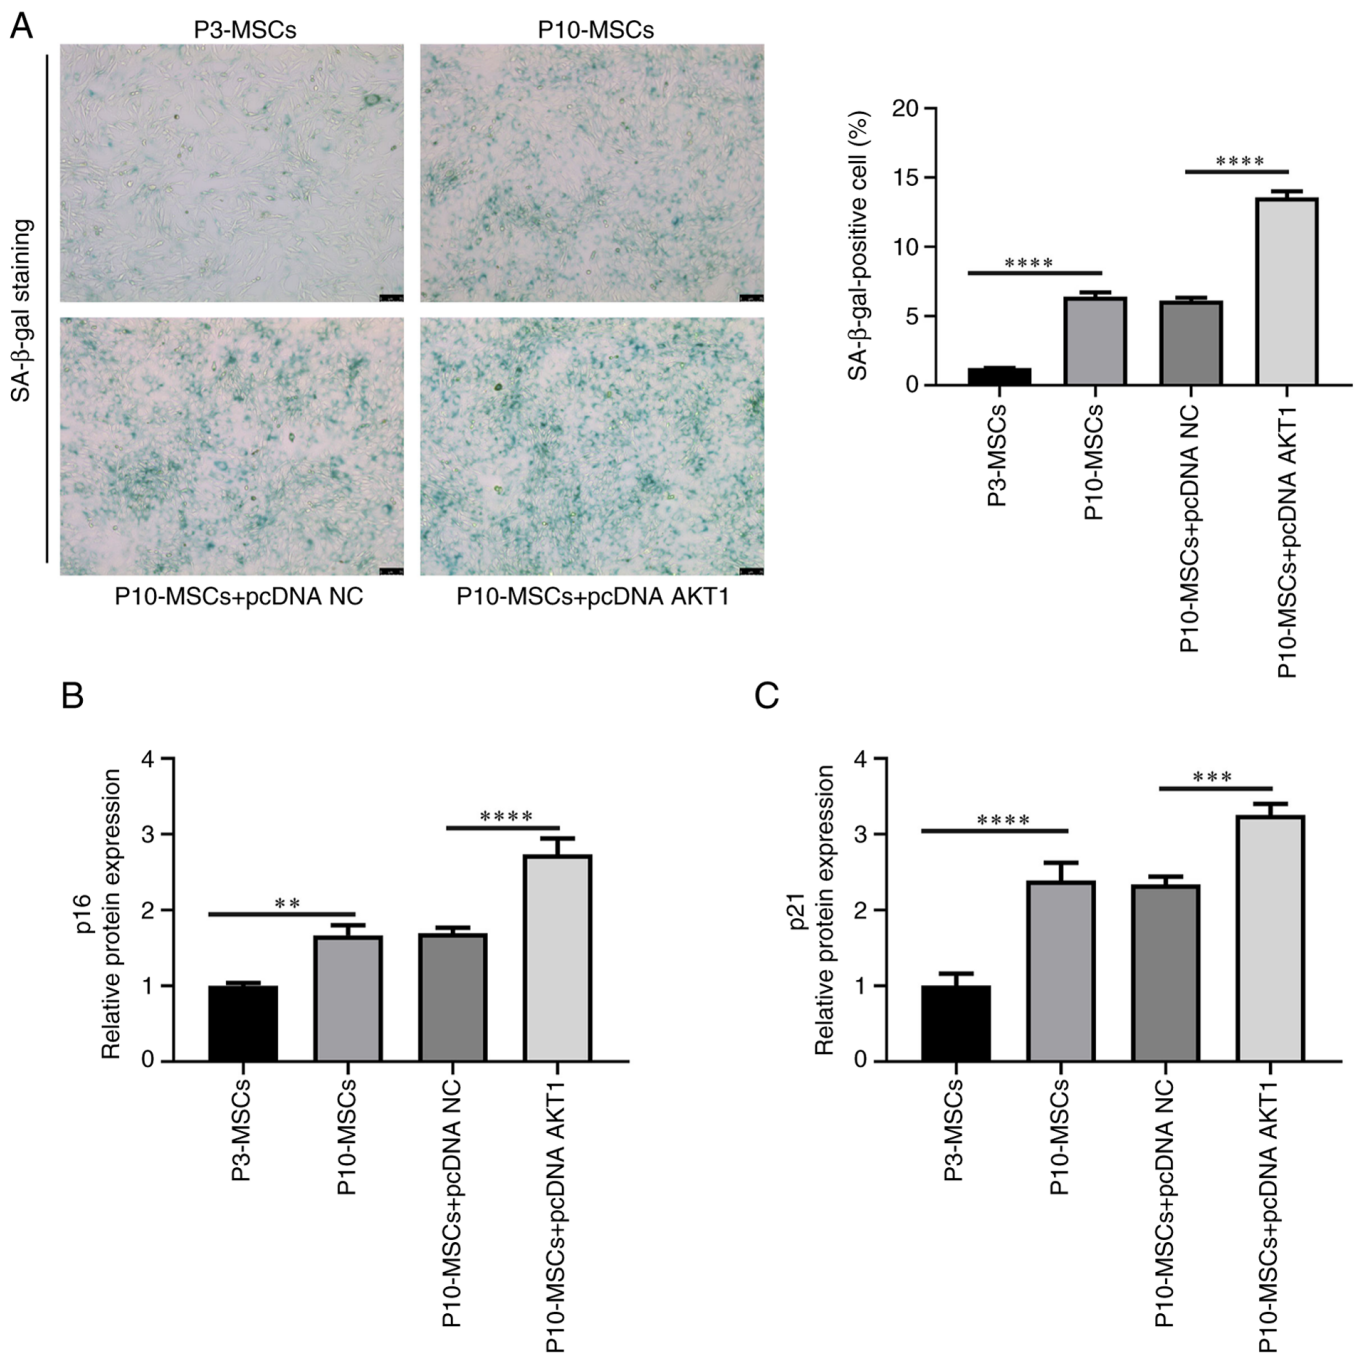 A
P3-MSCs
P10-MSCs
SA-β-gal staining
P10-MSCs+pcDNA NC
P10-MSCs+pcDNA AKT1
SA-β-gal-positive cell (%)
20
15
10
5
0
****
****
P3-MSCs
P10-MSCs
P10-MSCs+pcDNA NC
P10-MSCs+pcDNA AKT1
B
p16
Relative protein expression
4
3
2
1
0
**
****
P3-MSCs
P10-MSCs
P10-MSCs+pcDNA NC
P10-MSCs+pcDNA AKT1
C
p21
Relative protein expression
4
3
2
1
0
****
***
P3-MSCs
P10-MSCs
P10-MSCs+pcDNA NC
P10-MSCs+pcDNA AKT1